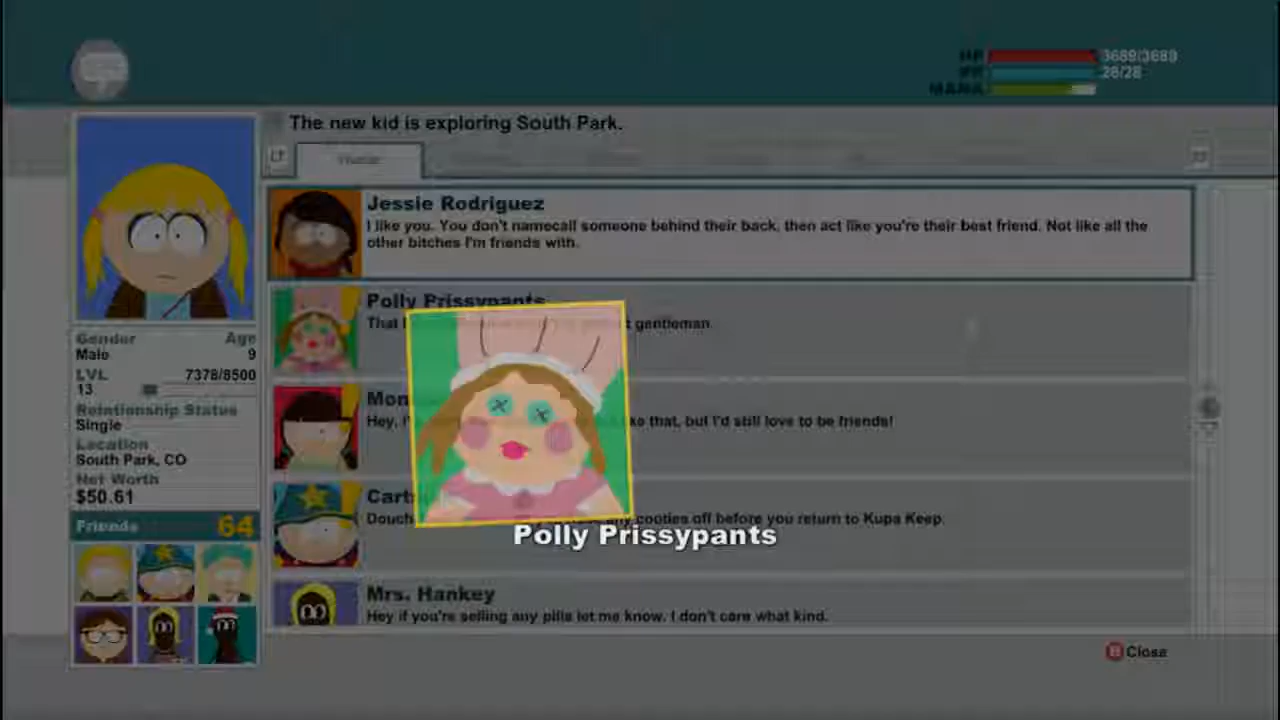 HP 3689/3689
PP 28/28
MANA
The new kid is exploring South Park.
LT
Jessie Rodriguez
I like you. You don't namecall someone behind their back, then act like you're their best friend. Not like all the
other bitches I'm friends with.
Polly Prissypants
That gentleman.
Hey, like that, but I'd still love to be friends!
cooties off before you return to Kupa Keep.
Polly Prissypants
Mrs. Hankey
Hey if you're selling any pills let me know. I don't care what kind.
Gender Age
Male 9
LVL 7378/8500
13
Relationship Status
Single
Location
South Park, CO
Net Worth
$50.61
Friends 64
B Close